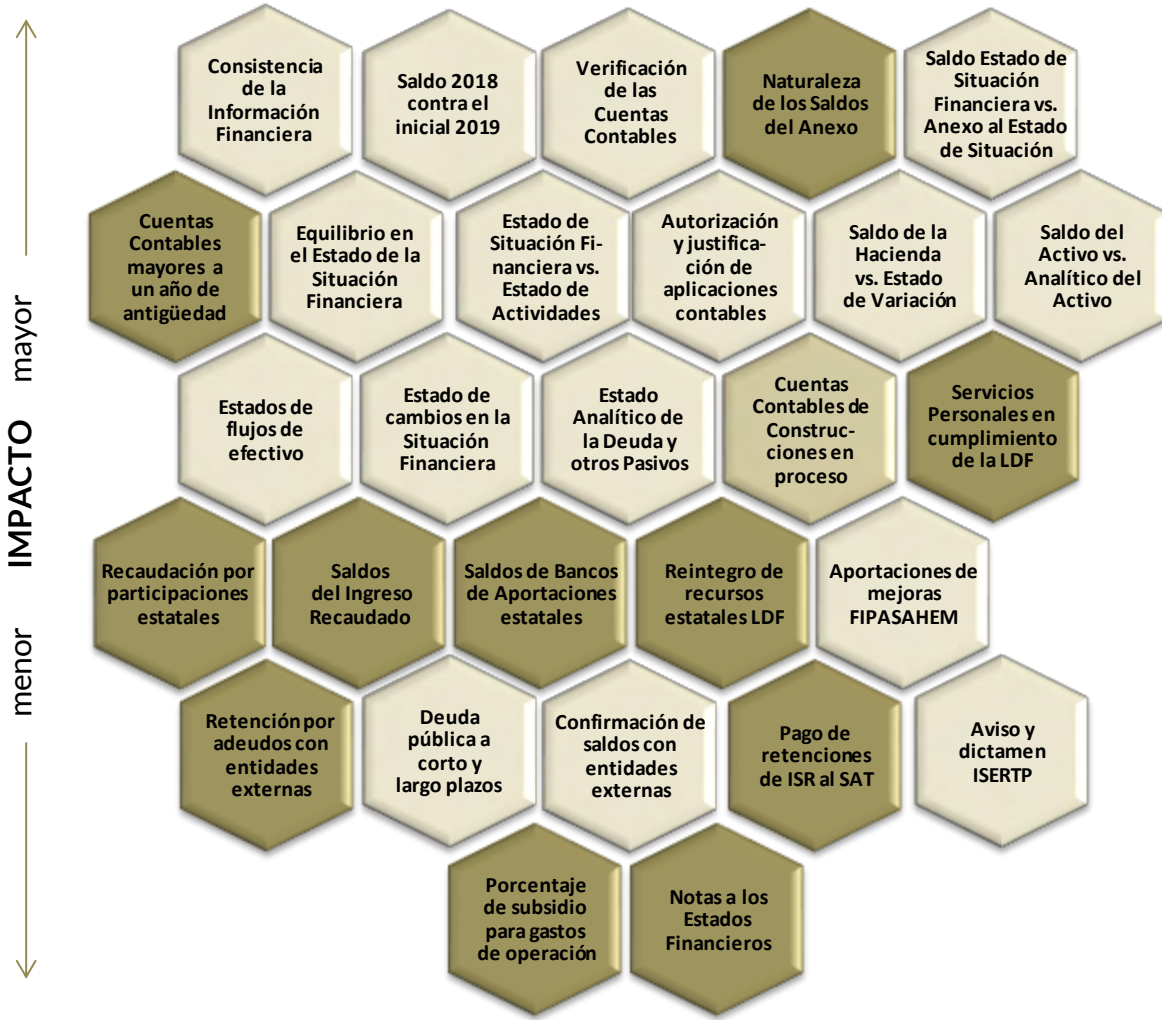 Consistencia
de la
Información
Financiera
Saldo 2018
contra el
inicial 2019
Verificación
de las
Cuentas
Contables
Naturaleza
de los Saldos
del Anexo
Saldo Estado de
Situación
Financiera vs.
Anexo al Estado
de Situación
Cuentas
Contables
mayores a
un año de
antigüedad
Equilibrio en
el Estado de la
Situación
Financiera
Estado de
Situación Fi-
nanciera vs.
Estado de
Actividades
Autorización
y justifica-
ción de
aplicaciones
contables
Saldo de la
Hacienda
vs. Estado
de Variación
Saldo del
Activo vs.
Analítico del
Activo
Estados de
flujos de
efectivo
Estado de
cambios en la
Situación
Financiera
Estado
Analítico de
la Deuda y
otros Pasivos
Cuentas
Contables de
Construc-
ciones en
proceso
Servicios
Personales en
cumplimiento
de la LDF
Recaudación por
participaciones
estatales
Saldos
del Ingreso
Recaudado
Saldos de Bancos
de Aportaciones
estatales
Reintegro de
recursos
estatales LDF
Aportaciones de
mejoras
FIPASAHEM
Retención por
adeudos con
entidades
externas
Deuda
pública a
corto y
largo plazos
Confirmación de
saldos con
entidades
externas
Pago de
retenciones
de ISR al SAT
Aviso y
dictamen
ISERTP
Porcentaje
de subsidio
para gastos
de operación
Notas a los
Estados
Financieros
menor IMPACTO mayor